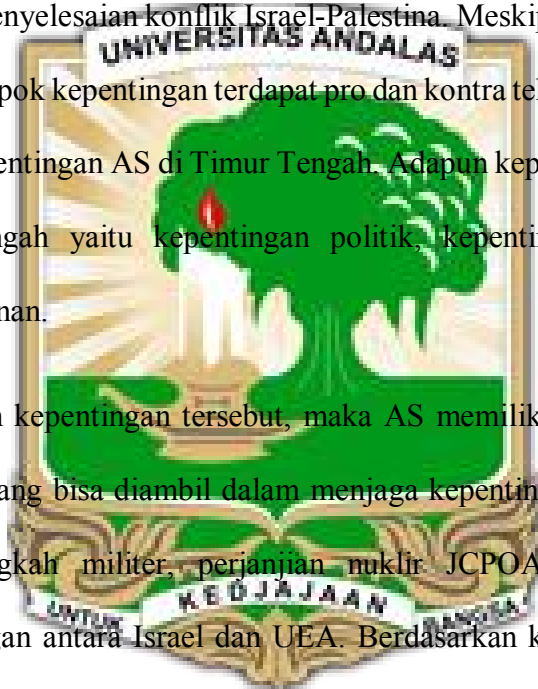 enyelesaian konflik Israel-Palestina. Meski
UNIVERSITAS ANDALAS
pok kepentingan terdapat pro dan kontra te
entingan AS di Timur Tengah. Adapun kep
ngah yaitu kepentingan politik, kepenti
nan.
kepentingan tersebut, maka AS memilik
ang bisa diambil dalam menjaga kepentin
gkah militer, perjanjian nuklir JCPOA
UNTUK KEDJAJAAN BANGSA
gan antara Israel dan UEA. Berdasarkan k